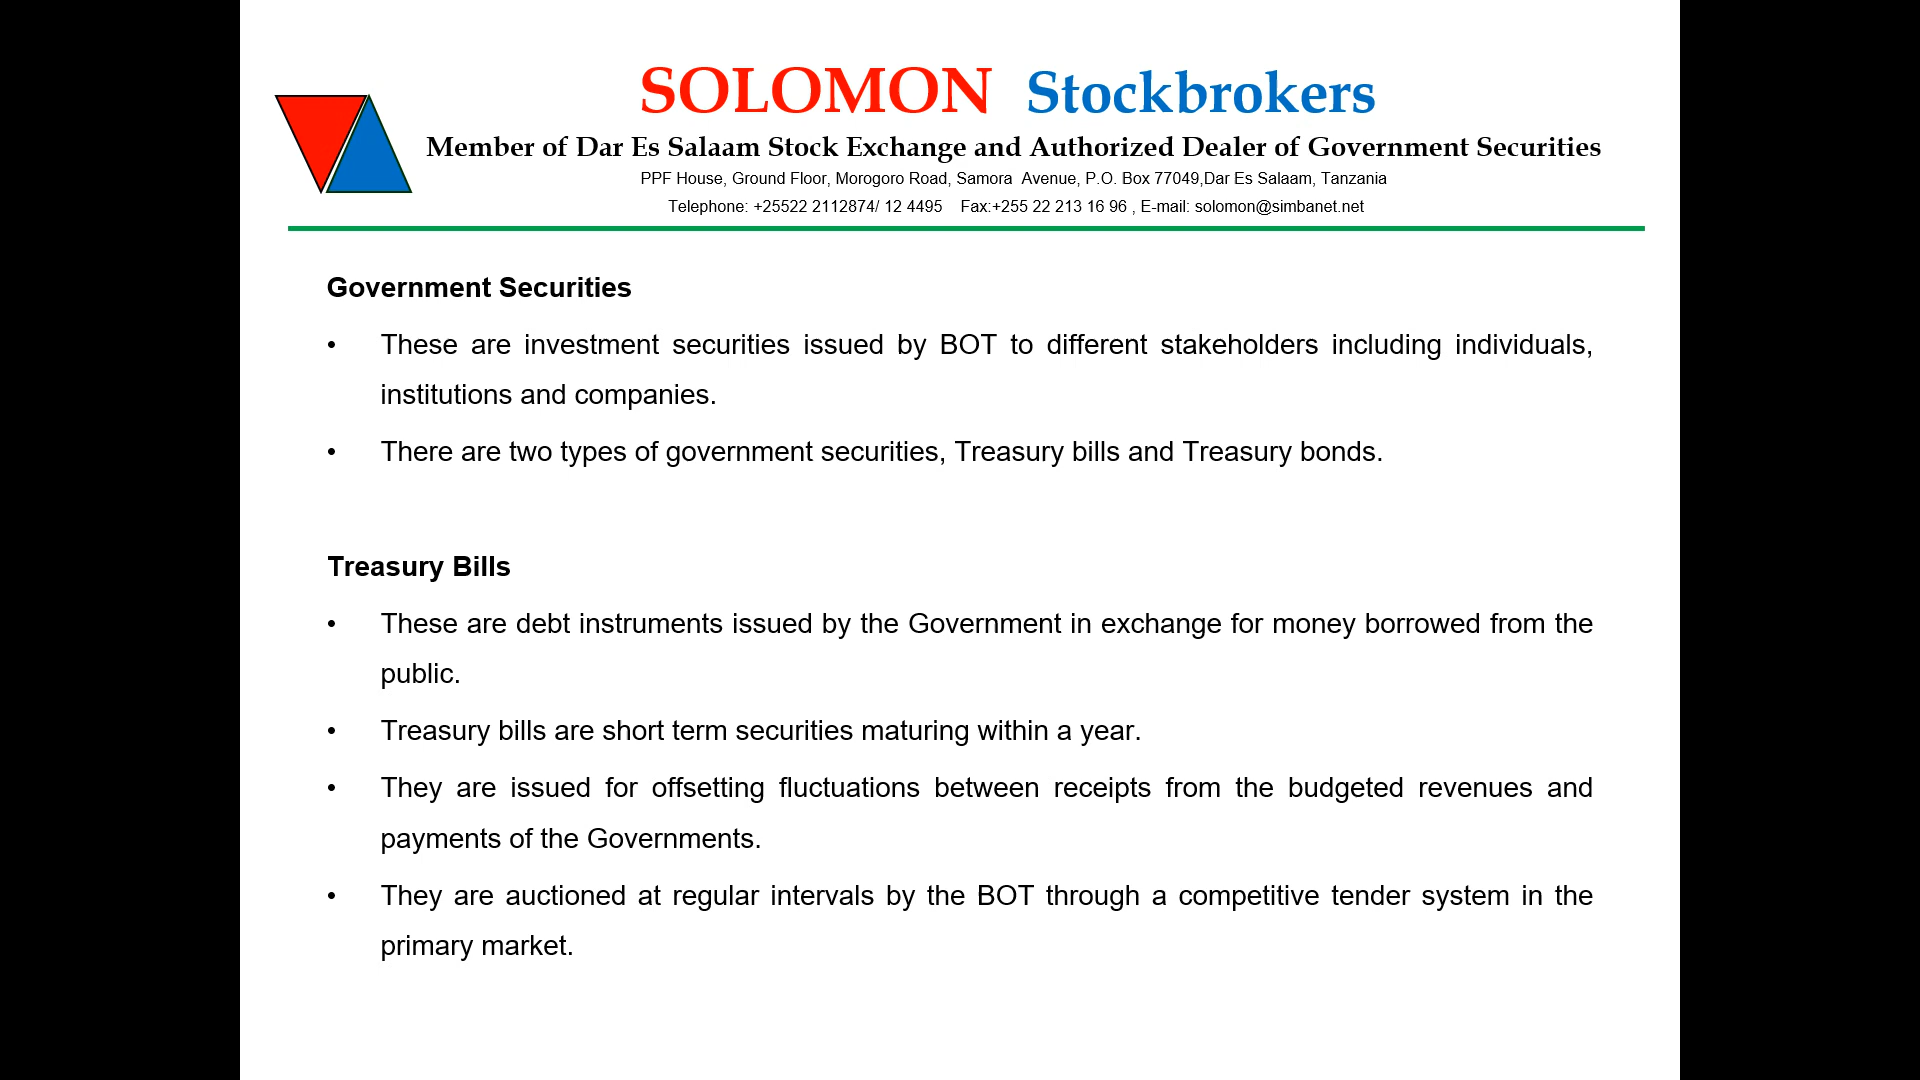 SOLOMON Stockbrokers
Member of Dar Es Salaam Stock Exchange and Authorized Dealer of Government Securities
PPF House, Ground Floor, Morogoro Road, Samora  Avenue, P.O. Box 77049,Dar Es Salaam, Tanzania
Telephone: +25522 2112874/ 12 4495    Fax:+255 22 213 16 96 , E-mail: solomon@simbanet.net
Government Securities
• These are investment securities issued by BOT to different stakeholders including individuals,
institutions and companies.
• There are two types of government securities, Treasury bills and Treasury bonds.
Treasury Bills
• These are debt instruments issued by the Government in exchange for money borrowed from the
public.
• Treasury bills are short term securities maturing within a year.
• They are issued for offsetting fluctuations between receipts from the budgeted revenues and
payments of the Governments.
• They are auctioned at regular intervals by the BOT through a competitive tender system in the
primary market.